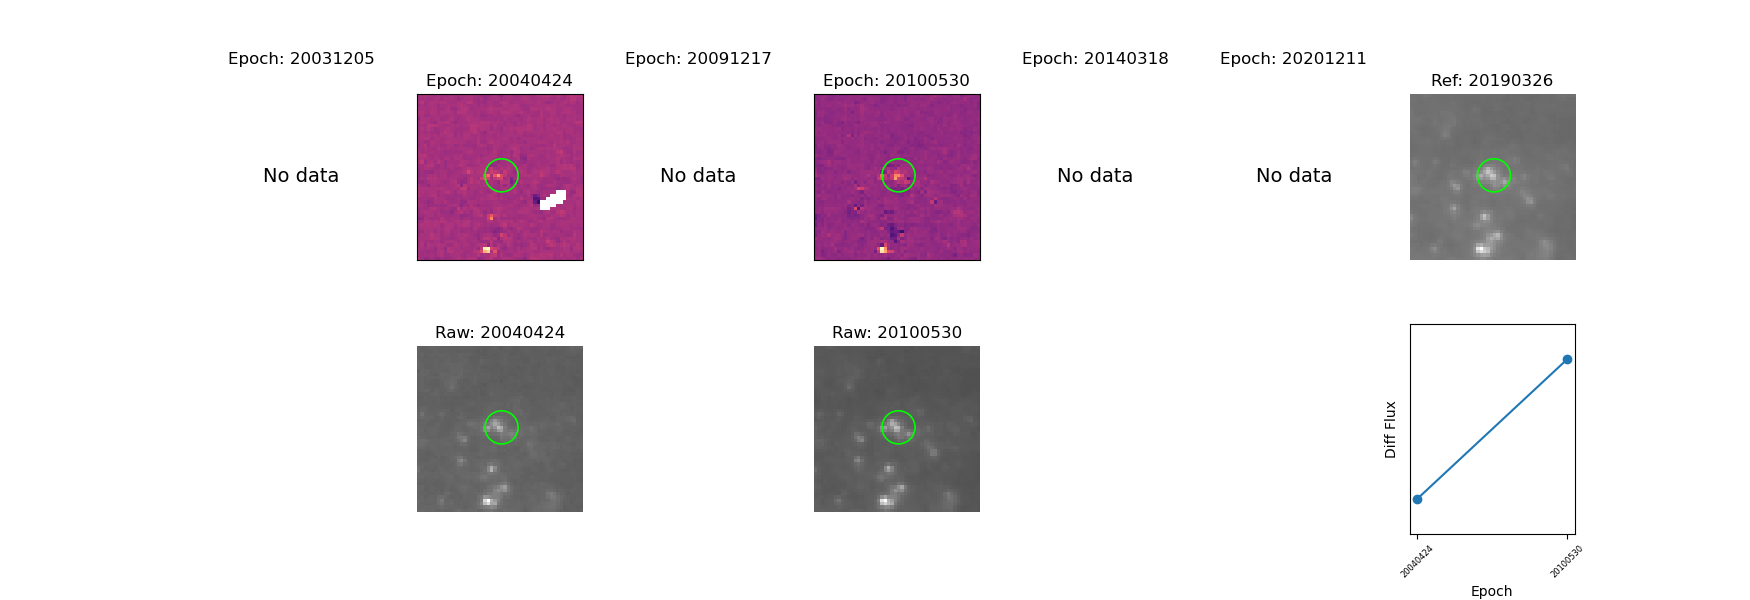 Epoch: 20031205
Epoch: 20040424
Epoch: 20091217
Epoch: 20100530
Epoch: 20140318
Epoch: 20201211
Ref: 20190326
No data
No data
No data
No data
Raw: 20040424
Raw: 20100530
Diff Flux
20040424
20100530
Epoch